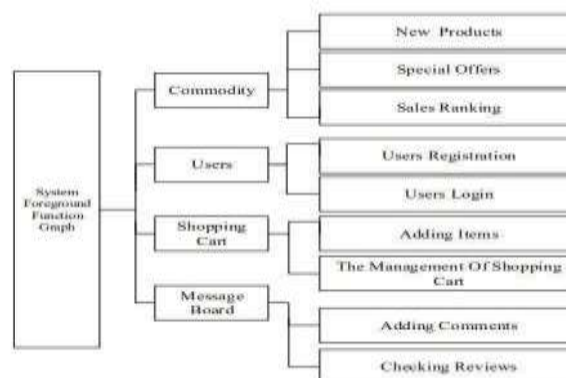 System
Foreground
Function
Graph
Commodity
New Products
Special Offers
Sales Ranking
Users
Users Registration
Users Login
Shopping
Cart
Adding Items
The Management Of Shopping
Cart
Message
Board
Adding Comments
Checking Reviews